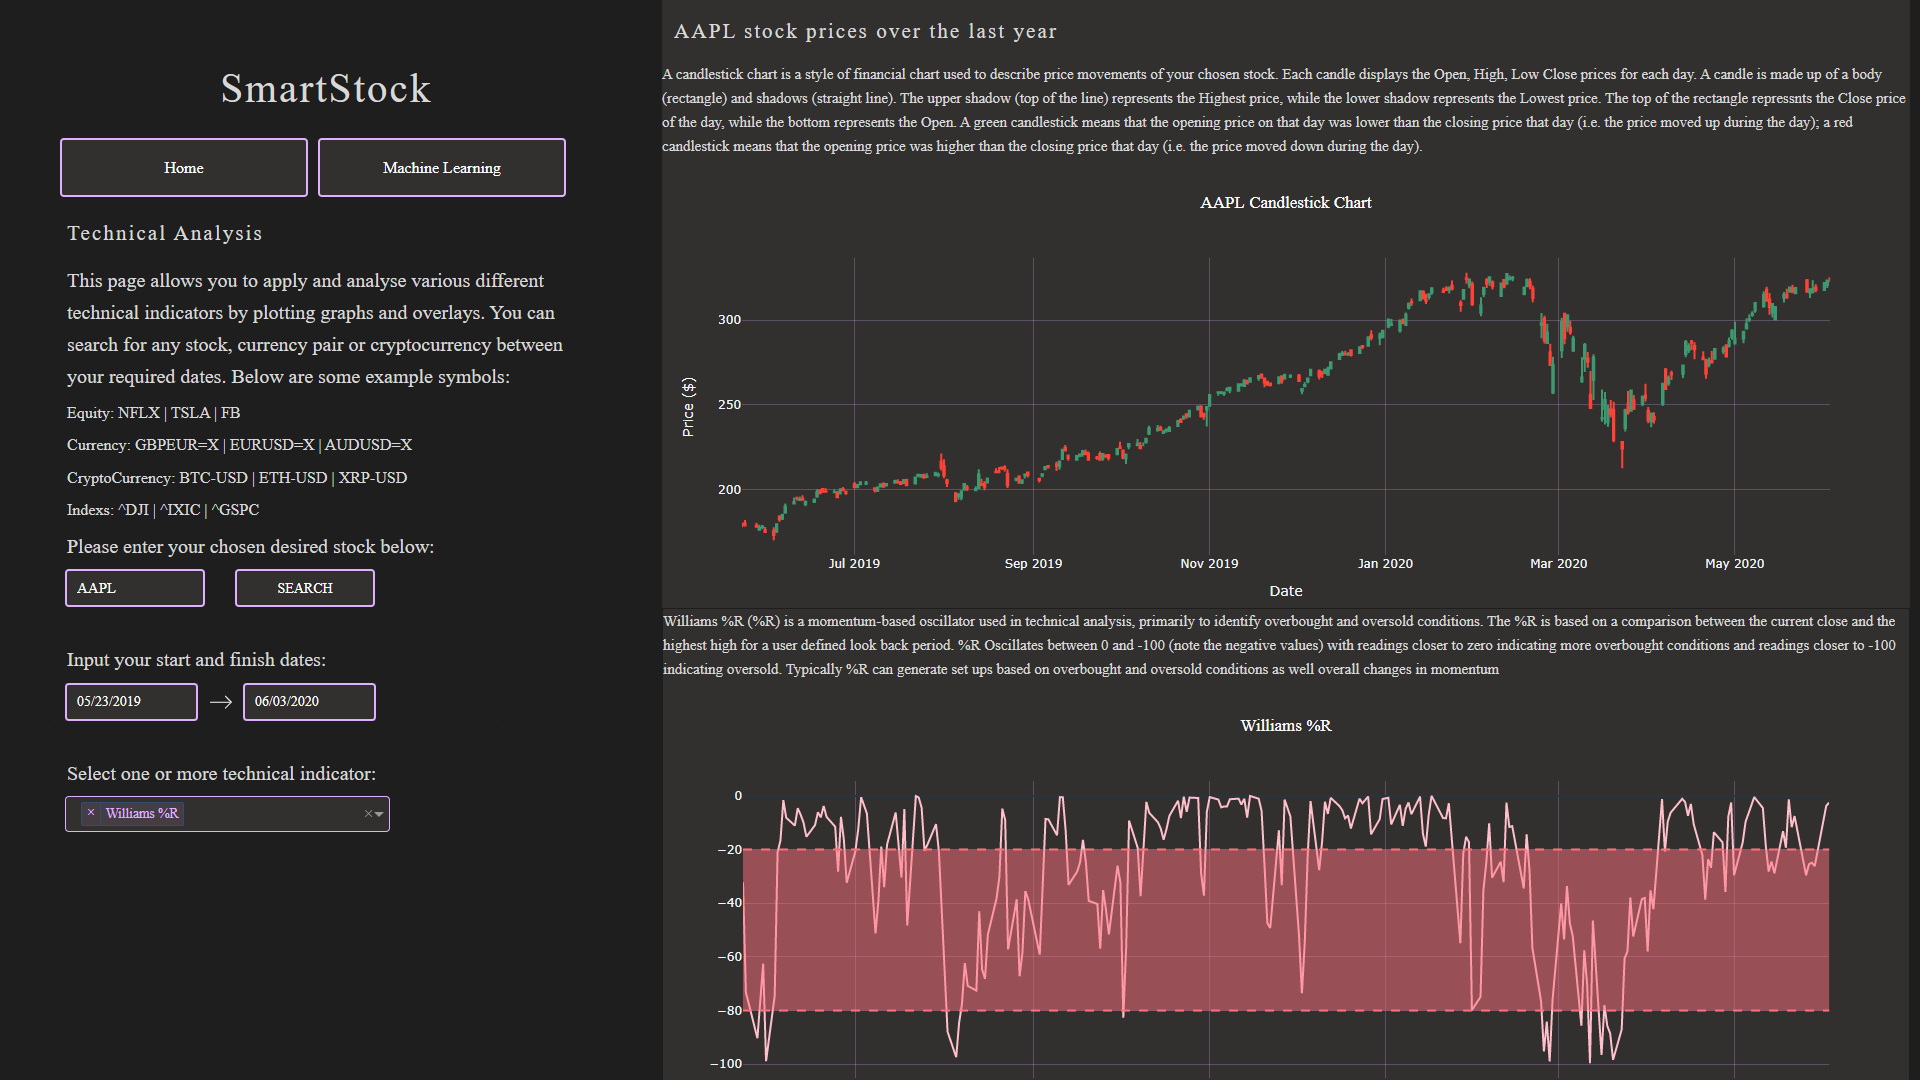 SmartStock
Home
Machine Learning
Technical Analysis
This page allows you to apply and analyse various different
technical indicators by plotting graphs and overlays. You can
search for any stock, currency pair or cryptocurrency between
your required dates. Below are some example symbols:
Equity: NFLX | TSLA | FB
Currency: GBPEUR=X | EURUSD=X | AUDUSD=X
CryptoCurrency: BTC-USD | ETH-USD | XRP-USD
Indexs: ^DJI | ^IXIC | ^GSPC
Please enter your chosen desired stock below:
AAPL
SEARCH
Input your start and finish dates:
05/23/2019 → 06/03/2020
Select one or more technical indicator:
× Williams %R ×
AAPL stock prices over the last year
A candlestick chart is a style of financial chart used to describe price movements of your chosen stock. Each candle displays the Open, High, Low Close prices for each day. A candle is made up of a body
(rectangle) and shadows (straight line). The upper shadow (top of the line) represents the Highest price, while the lower shadow represents the Lowest price. The top of the rectangle repressnts the Close price
of the day, while the bottom represents the Open. A green candlestick means that the opening price on that day was lower than the closing price that day (i.e. the price moved up during the day); a red
candlestick means that the opening price was higher than the closing price that day (i.e. the price moved down during the day).
AAPL Candlestick Chart
Price ($)
300
250
200
Jul 2019
Sep 2019
Nov 2019
Jan 2020
Mar 2020
May 2020
Date
Williams %R (%R) is a momentum-based oscillator used in technical analysis, primarily to identify overbought and oversold conditions. The %R is based on a comparison between the current close and the
highest high for a user defined look back period. %R Oscillates between 0 and -100 (note the negative values) with readings closer to zero indicating more overbought conditions and readings closer to -100
indicating oversold. Typically %R can generate set ups based on overbought and oversold conditions as well overall changes in momentum
Williams %R
0
−20
−40
−60
−80
−100